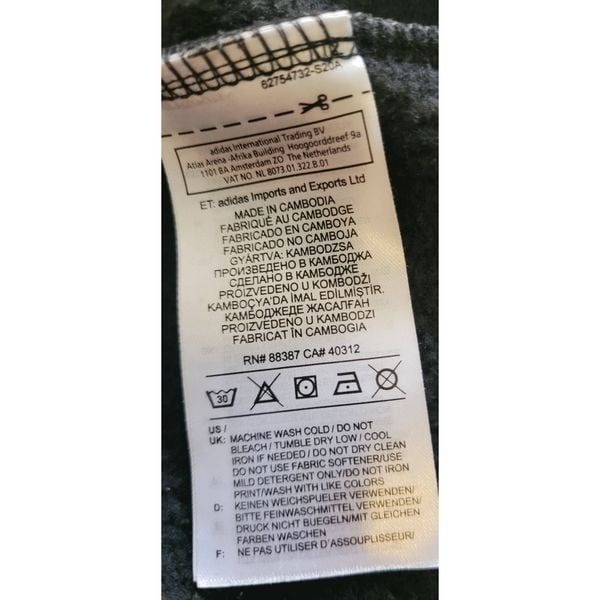 62754732-S20A
adidas International Trading BV
Atlas Arena -Afrika Building Hoogoorddreef 9a
1101 BA Amsterdam ZO The Netherlands
VAT NO. NL 8073.01.322.B.01
ET: adidas Imports and Exports Ltd
MADE IN CAMBODIA
FABRIQUÉ AU CAMBODGE
FABRICADO EN CAMBOYA
FABRICADO NO CAMBOJA
GYÁRTVA: KAMBODZSA
ПРОИЗВЕДЕНО В КАМБОДЖА
СДЕЛАНО В КАМБОДЖЕ
PROIZVEDENO U KOMBODŽI
KAMBOÇYA'DA İMAL EDİLMİŞTİR.
КАМБОДЖЕДЕ ЖАСАЛҒАН
PROIZVEDENO U KAMBODŽI
FABRICAT ÎN CAMBOGIA
RN# 88387 CA# 40312
30
US /
UK: MACHINE WASH COLD / DO NOT
BLEACH / TUMBLE DRY LOW / COOL
IRON IF NEEDED / DO NOT DRY CLEAN
DO NOT USE FABRIC SOFTENER/USE
MILD DETERGENT ONLY/DO NOT IRON
PRINT/WASH WITH LIKE COLORS
D: KEINEN WEICHSPUELER VERWENDEN/
BITTE FEINWASCHMITTEL VERWENDEN/
DRUCK NICHT BUEGELN/MIT GLEICHEN
FARBEN WASCHEN
F: NE PAS UTILISER D'ASSOUPLISSEUR/